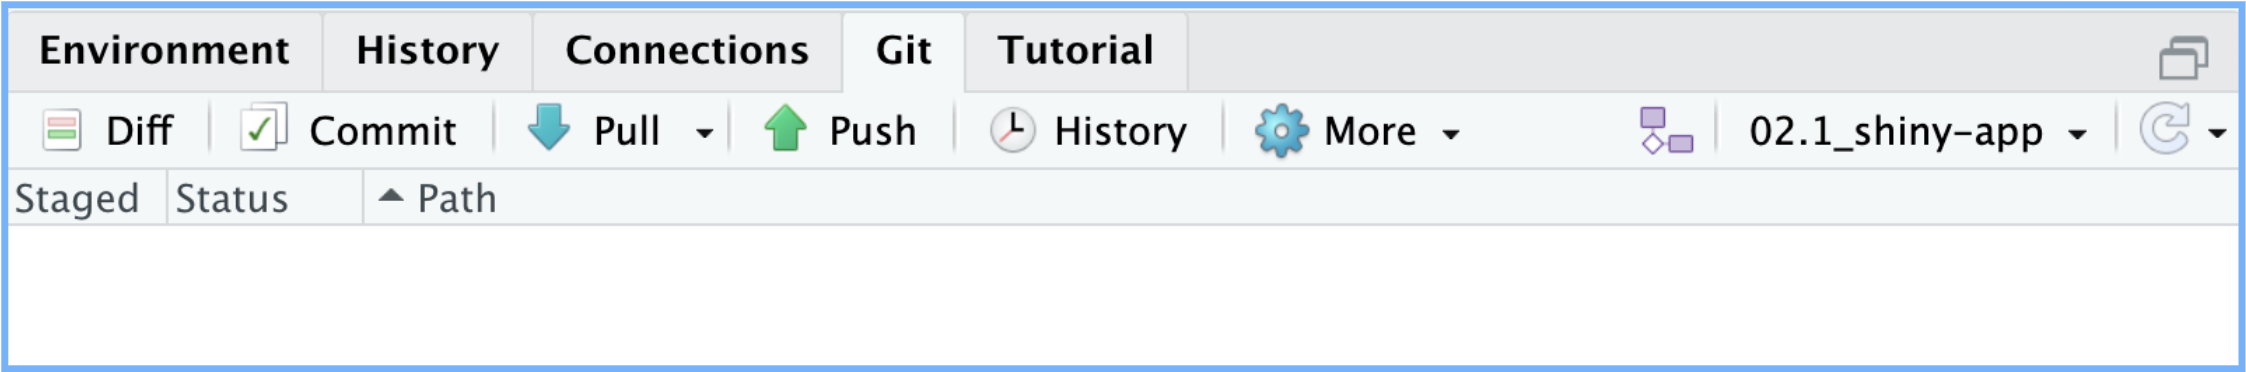 Environment History Connections Git Tutorial
Diff Commit Pull Push History More 02.1_shiny-app
Staged Status Path